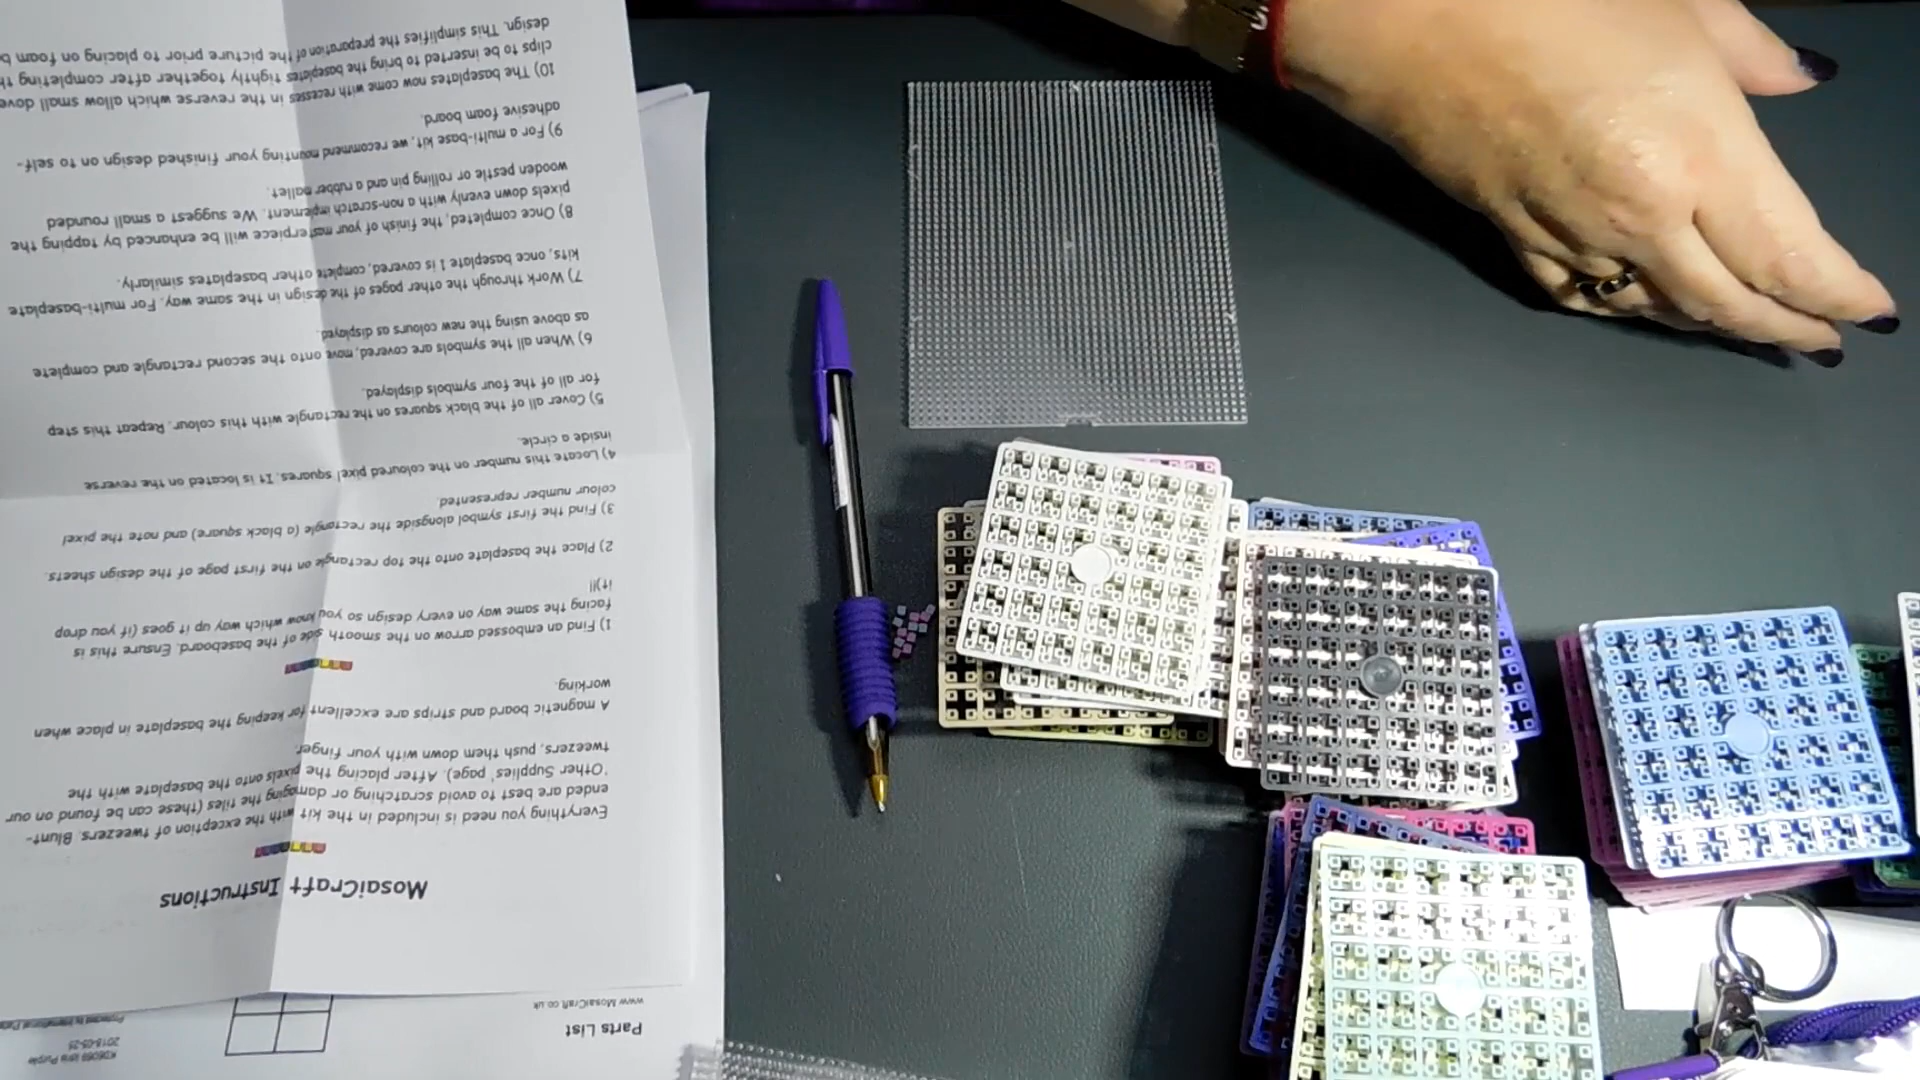 MosaiCraft Instructions
Everything you need is included in the kit with the exception of tweezers. Blunt-
ended are best to avoid scratching or damaging the tiles (these can be found on our
'Other Supplies' page). After placing the pixels onto the baseplate with the
tweezers, push them down with your finger.
A magnetic board and strips are excellent for keeping the baseplate in place when
working.
1) Find an embossed arrow on the smooth side of the baseboard. Ensure this is
facing the same way on every design so you know which way up it goes (if you drop
it)!!
2) Place the baseplate onto the top rectangle on the first page of the design sheets.
3) Find the first symbol alongside the rectangle (a black square) and note the pixel
colour number represented.
4) Locate this number on the coloured pixel squares. It is located on the reverse
inside a circle.
5) Cover all of the black squares on the rectangle with this colour. Repeat this step
for all of the four symbols displayed.
6) When all the symbols are covered, move onto the second rectangle and complete
as above using the new colours as displayed.
7) Work through the other pages of the design in the same way. For multi-baseplate
kits, once baseplate 1 is covered, complete other baseplates similarly.
8) Once completed, the finish of your masterpiece will be enhanced by tapping the
pixels down evenly with a non-scratch implement. We suggest a small rounded
wooden pestle or rolling pin and a rubber mallet.
9) For a multi-base kit, we recommend mounting your finished design on to self-
adhesive foam board.
10) The baseplates now come with recesses in the reverse which allow small
clips to be inserted to bring the baseplates tightly together after completing
design. This simplifies the preparation of the picture prior to placing on foam
Parts List
www.MosaiCraft.co.uk
Purple
2018-05-25
Protected by International